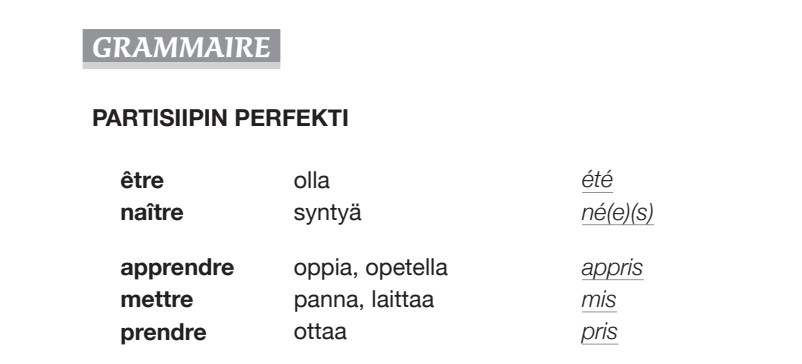 GRAMMAIRE
PARTISIIPIN PERFEKTI
être olla été
naître syntyä né(e)(s)
apprendre oppia, opetella appris
mettre panna, laittaa mis
prendre ottaa pris